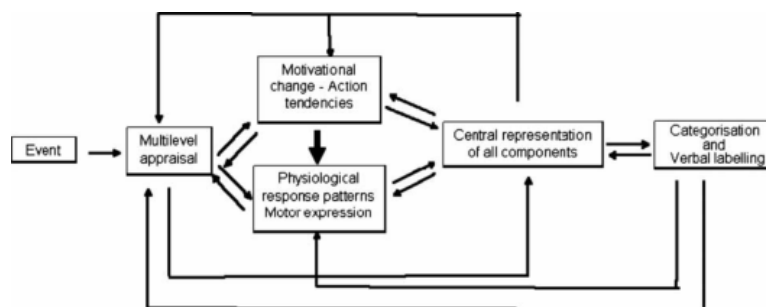 Event
Multilevel
appraisal
Motivational
change - Action
tendencies
Physiological
response patterns
Motor expression
Central representation
of all components
Categorisation
and
Verbal labelling